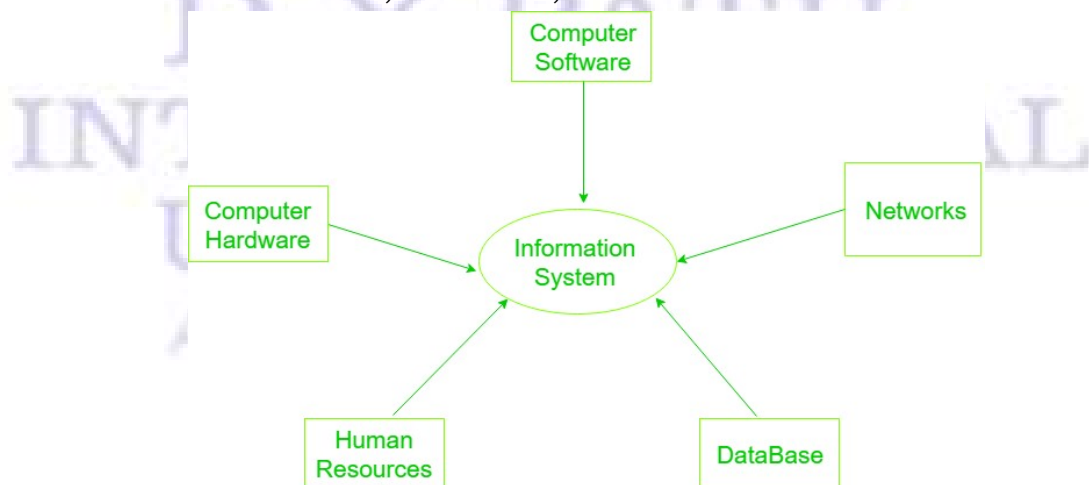 Computer
Software
Networks
Computer
Hardware
Information
System
Human
Resources
DataBase